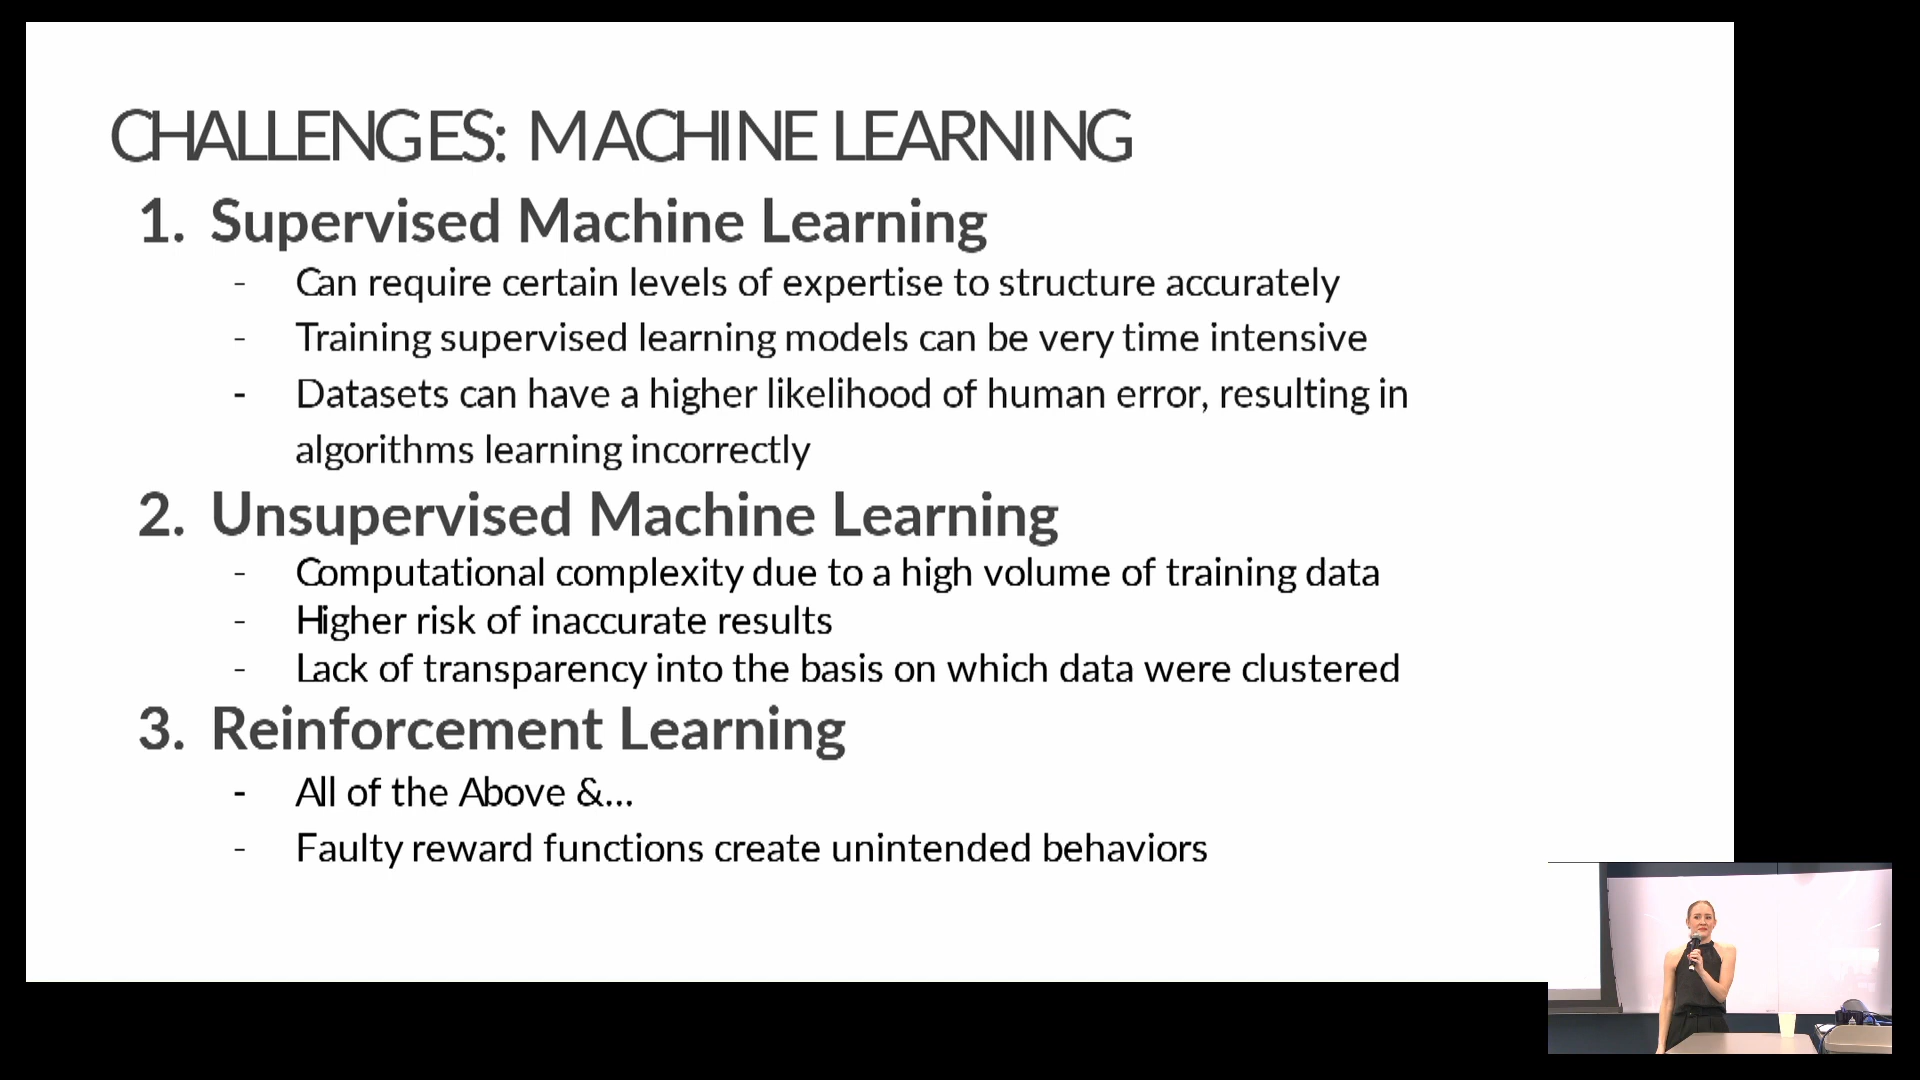 CHALLENGES: MACHINE LEARNING
1. Supervised Machine Learning
- Can require certain levels of expertise to structure accurately
- Training supervised learning models can be very time intensive
- Datasets can have a higher likelihood of human error, resulting in
algorithms learning incorrectly
2. Unsupervised Machine Learning
- Computational complexity due to a high volume of training data
- Higher risk of inaccurate results
- Lack of transparency into the basis on which data were clustered
3. Reinforcement Learning
- All of the Above &...
- Faulty reward functions create unintended behaviors